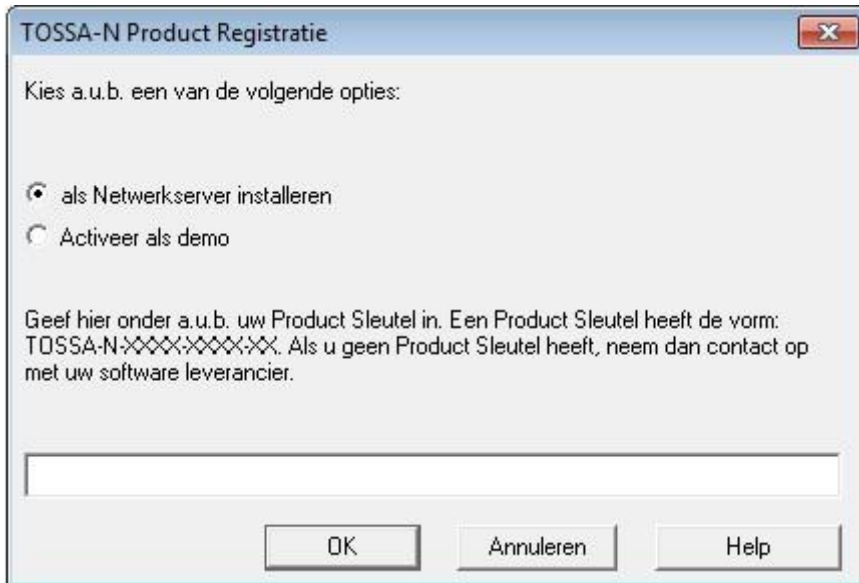 TOSSA-N Product Registratie
Kies a.u.b. een van de volgende opties:
als Netwerkserver installeren
Activeer als demo
Geef hier onder a.u.b. uw Product Sleutel in. Een Product Sleutel heeft de vorm:
TOSSA-N-XXXX-XXXX-XX. Als u geen Product Sleutel heeft, neem dan contact op
met uw software leverancier.
OK Annuleren Help